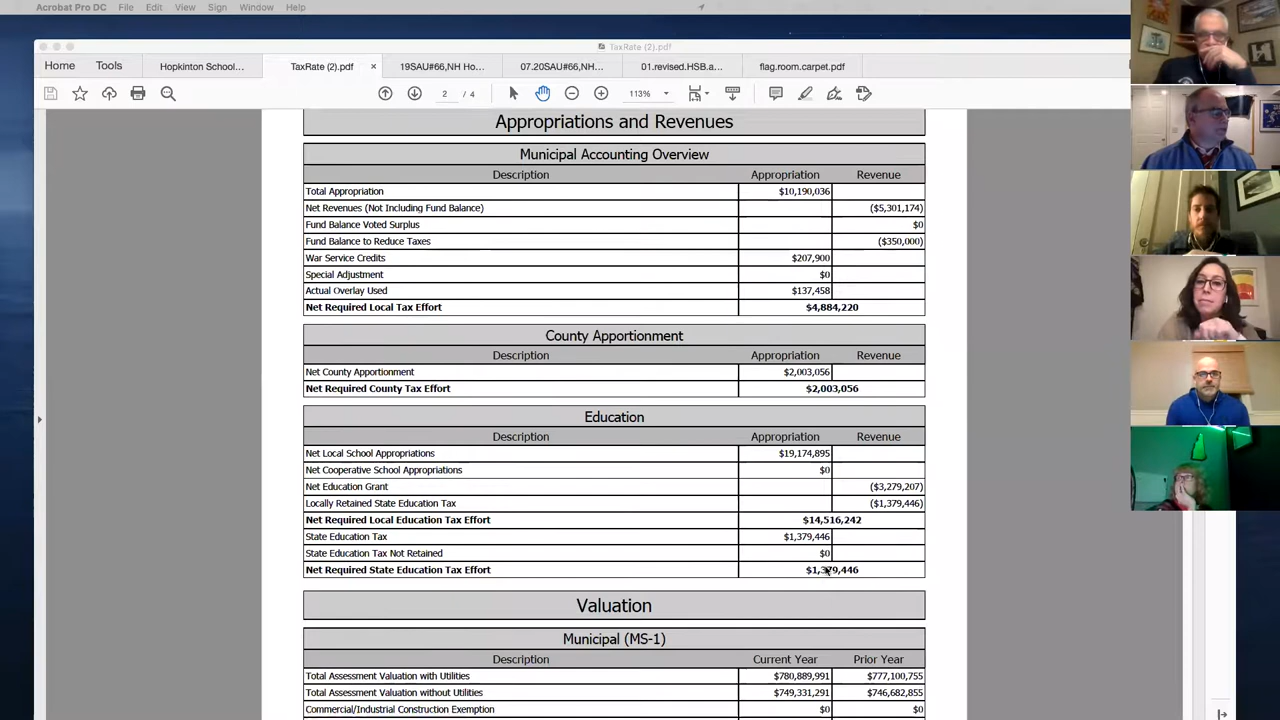 Acrobat Pro DC File Edit View Sign Window Help
TaxRate (2).pdf
Home Tools Hopkinton School... TaxRate (2).pdf × 19SAU#66,NH Ho... 07.20SAU#66,NH... 01.revised.HSB.a... flag.room.carpet.pdf
2 / 4 113%
Appropriations and Revenues
Municipal Accounting Overview
Description Appropriation Revenue
Total Appropriation $10,190,036
Net Revenues (Not Including Fund Balance) ($5,301,174)
Fund Balance Voted Surplus $0
Fund Balance to Reduce Taxes ($350,000)
War Service Credits $207,900
Special Adjustment $0
Actual Overlay Used $137,458
Net Required Local Tax Effort $4,884,220
County Apportionment
Description Appropriation Revenue
Net County Apportionment $2,003,056
Net Required County Tax Effort $2,003,056
Education
Description Appropriation Revenue
Net Local School Appropriations $19,174,895
Net Cooperative School Appropriations $0
Net Education Grant ($3,279,207)
Locally Retained State Education Tax ($1,379,446)
Net Required Local Education Tax Effort $14,516,242
State Education Tax $1,379,446
State Education Tax Not Retained $0
Net Required State Education Tax Effort $1,379,446
Valuation
Municipal (MS-1)
Description Current Year Prior Year
Total Assessment Valuation with Utilities $780,889,991 $777,100,755
Total Assessment Valuation without Utilities $749,331,291 $746,682,855
Commercial/Industrial Construction Exemption $0 $0